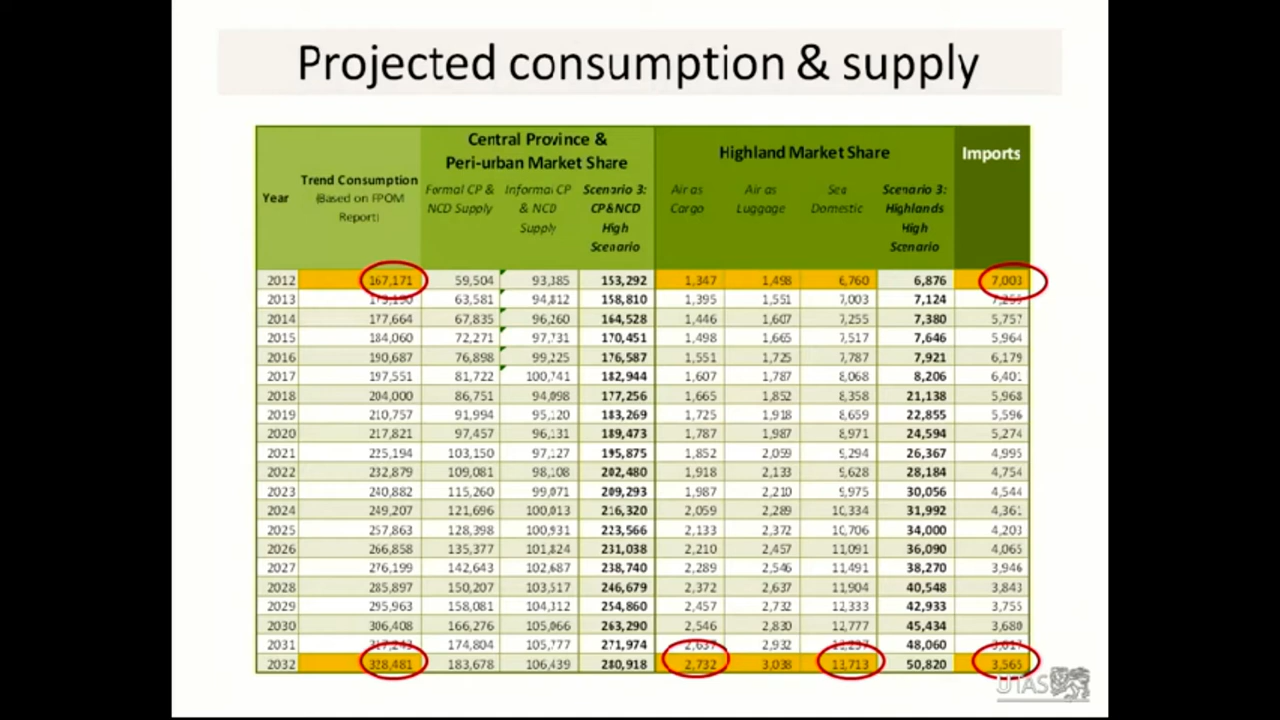 Projected consumption & supply
Central Province &
Peri-urban Market Share
Highland Market Share
Imports
Year
Trend Consumption
(Based on FPOM
Report)
Formal CP &
NCD Supply
Informal CP
& NCD
Supply
Scenario 3:
CP&NCD
High
Scenario
Air as
Cargo
Air as
Luggage
Sea
Domestic
Scenario 3:
Highlands
High
Scenario
2012 167,171 59,504 93,385 153,292 1,347 1,498 6,760 6,876 7,003
2013 63,581 94,812 158,810 1,395 1,551 7,003 7,124
2014 177,664 67,835 96,260 164,528 1,446 1,607 7,255 7,380 5,757
2015 184,060 72,271 97,731 170,451 1,498 1,665 7,517 7,646 5,964
2016 190,687 76,898 99,225 176,587 1,551 1,725 7,787 7,921 6,179
2017 197,551 81,722 100,741 182,944 1,607 1,787 8,068 8,206 6,401
2018 204,000 86,751 94,098 177,256 1,665 1,852 8,358 21,138 5,968
2019 210,757 91,994 95,120 183,269 1,725 1,918 8,659 22,855 5,596
2020 217,821 97,457 96,131 189,473 1,787 1,987 8,971 24,594 5,274
2021 225,194 103,150 97,127 195,875 1,852 2,059 9,294 26,367 4,995
2022 232,879 109,081 98,108 202,480 1,918 2,133 9,628 28,184 4,754
2023 240,882 115,260 99,071 209,293 1,987 2,210 9,975 30,056 4,544
2024 249,207 121,696 100,013 216,320 2,059 2,289 10,334 31,992 4,361
2025 257,863 128,398 100,931 223,566 2,133 2,372 10,706 34,000 4,203
2026 266,858 135,377 101,824 231,038 2,210 2,457 11,091 36,090 4,065
2027 276,199 142,643 102,687 238,740 2,289 2,546 11,491 38,270 3,946
2028 285,897 150,207 103,517 246,679 2,372 2,637 11,904 40,548 3,843
2029 295,963 158,081 104,312 254,860 2,457 2,732 12,333 42,933 3,755
2030 306,408 166,276 105,066 263,290 2,546 2,830 12,777 45,434 3,680
2031 174,804 105,777 271,974 2,932 48,060
2032 328,481 183,678 106,439 280,918 2,732 3,038 13,713 50,820 3,565
UTAS